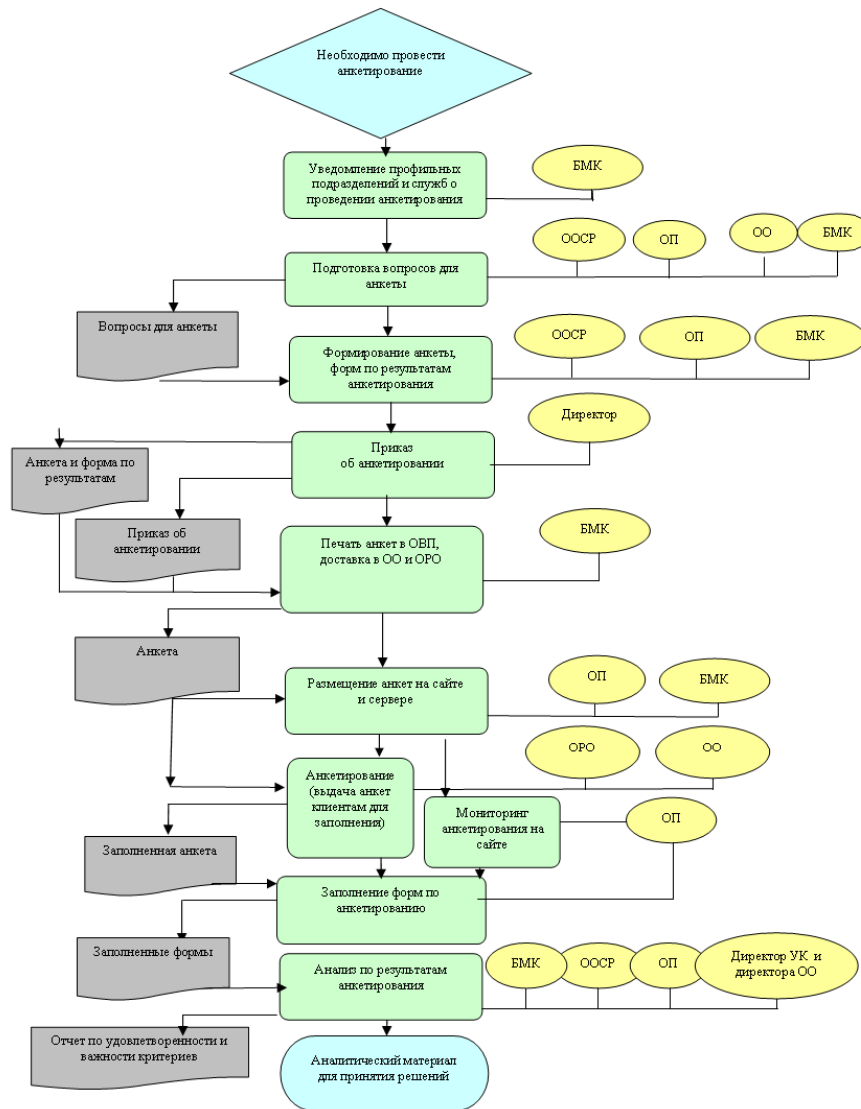 Необходимо провести
анкетирование
Уведомление профильных
подразделений и служб о
проведении анкетирования
БМК
Подготовка вопросов для
анкеты
ООСР
ОП
ОО
БМК
Вопросы для анкеты
Формирование анкеты,
форм по результатам
анкетирования
ООСР
ОП
БМК
Приказ
об анкетировании
Директор
Анкета и форма по
результатам
Приказ об
анкетировании
Печать анкет в ОВП,
доставка в ОО и ОРО
БМК
Анкета
Размещение анкет на сайте
и сервере
ОП
БМК
Анкетирование
(выдача анкет
клиентам для
заполнения)
ОРО
ОО
Мониторинг
анкетирования на
сайте
ОП
Заполненная анкета
Заполнение форм по
анкетированию
Заполненные формы
Анализ по результатам
анкетирования
БМК
ООСР
ОП
Директор УК и
директора ОО
Отчет по удовлетворенности и
важности критериев
Аналитический материал
для принятия решений